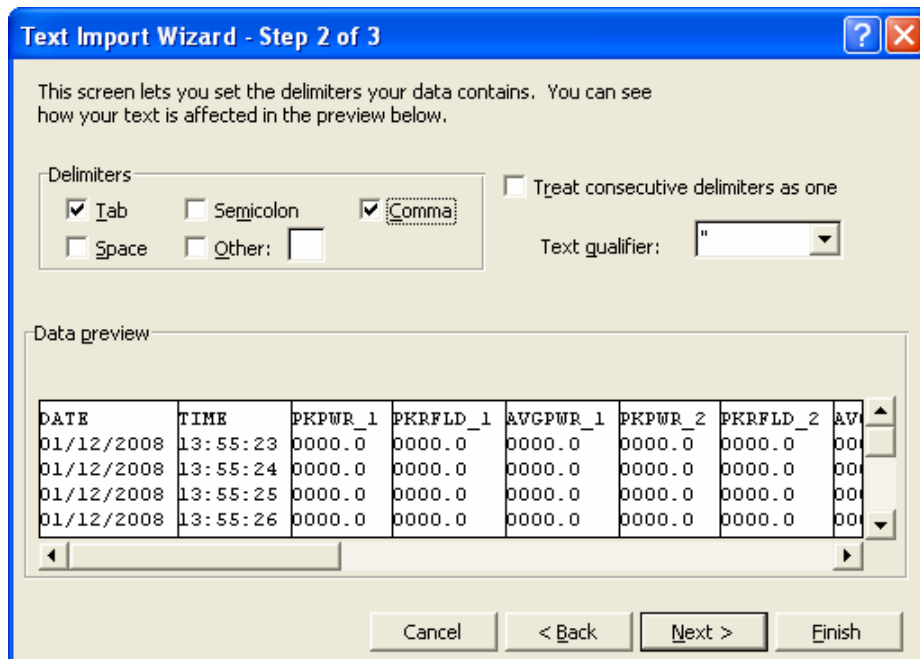 Text Import Wizard - Step 2 of 3
This screen lets you set the delimiters your data contains. You can see
how your text is affected in the preview below.
Delimiters
Tab Semicolon Comma
Space Other:
Treat consecutive delimiters as one
Text qualifier: "
Data preview
DATE TIME PKPWR_1 PKRFLD_1 AVGPWR_1 PKPWR_2 PKRFLD_2 AV
01/12/2008 13:55:23 0000.0 0000.0 0000.0 0000.0 0000.0 00
01/12/2008 13:55:24 0000.0 0000.0 0000.0 0000.0 0000.0 00
01/12/2008 13:55:25 0000.0 0000.0 0000.0 0000.0 0000.0 00
01/12/2008 13:55:26 0000.0 0000.0 0000.0 0000.0 0000.0 00
Cancel < Back Next > Finish